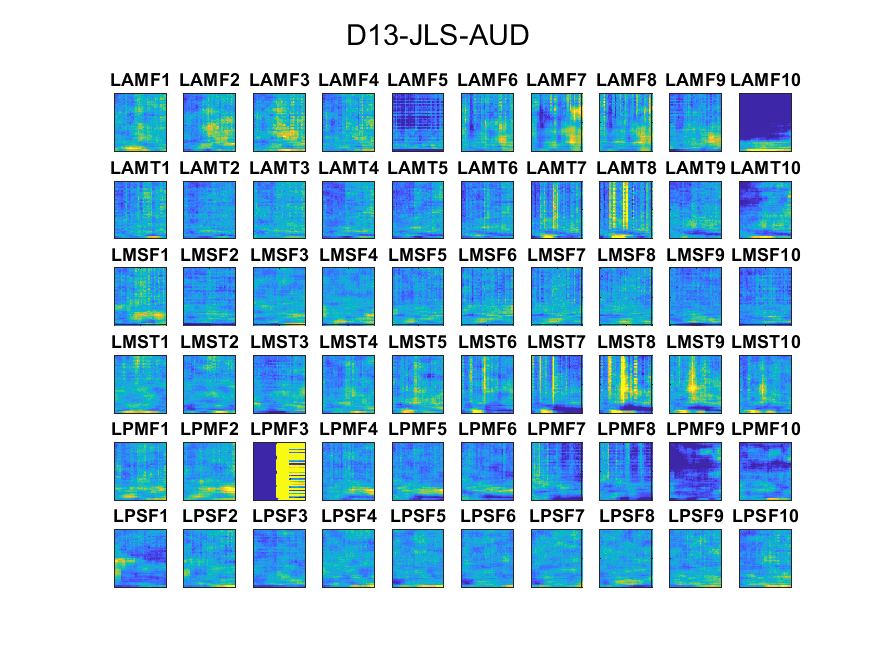 D13-JLS-AUD
LAMF1 LAMF2 LAMF3 LAMF4 LAMF5 LAMF6 LAMF7 LAMF8 LAMF9 LAMF10
LAMT1 LAMT2 LAMT3 LAMT4 LAMT5 LAMT6 LAMT7 LAMT8 LAMT9 LAMT10
LMSF1 LMSF2 LMSF3 LMSF4 LMSF5 LMSF6 LMSF7 LMSF8 LMSF9 LMSF10
LMST1 LMST2 LMST3 LMST4 LMST5 LMST6 LMST7 LMST8 LMST9 LMST10
LPMF1 LPMF2 LPMF3 LPMF4 LPMF5 LPMF6 LPMF7 LPMF8 LPMF9 LPMF10
LPSF1 LPSF2 LPSF3 LPSF4 LPSF5 LPSF6 LPSF7 LPSF8 LPSF9 LPSF10